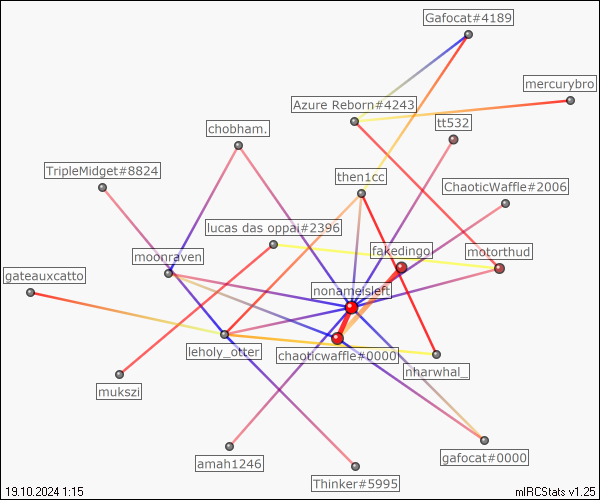 Gafocat#4189
mercurybro
Azure Reborn#4243
tt532
chobham.
TripleMidget#8824
then1cc
ChaoticWaffle#2006
lucas das oppai#2396
fakedingo
motorthud
moonraven
gateauxcatto
nonameisleft
leholy_otter
chaoticwaffle#0000
nharwhal_
mukszi
amah1246
gafocat#0000
Thinker#5995
19.10.2024 1:15
mIRCStats v1.25